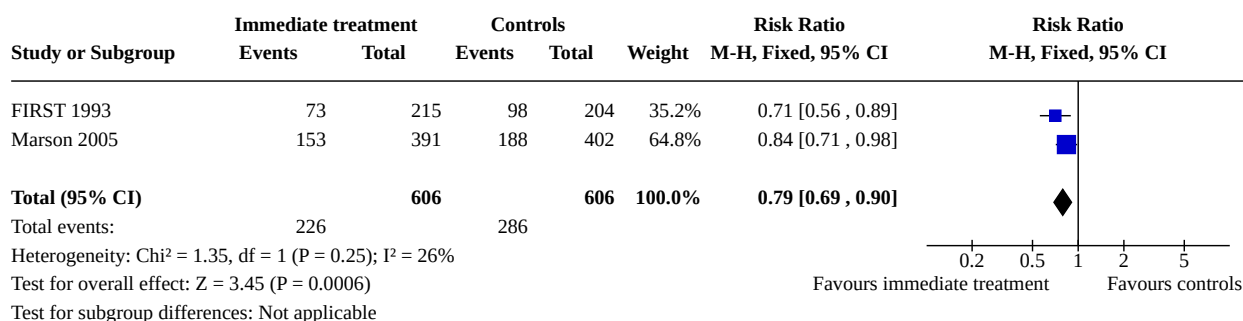 Immediate treatment Controls Risk Ratio Risk Ratio
Study or Subgroup Events Total Events Total Weight M-H, Fixed, 95% CI M-H, Fixed, 95% CI
FIRST 1993 73 215 98 204 35.2% 0.71 [0.56 , 0.89]
Marson 2005 153 391 188 402 64.8% 0.84 [0.71 , 0.98]
Total (95% CI) 606 606 100.0% 0.79 [0.69 , 0.90]
Total events: 226 286
Heterogeneity: Chi² = 1.35, df = 1 (P = 0.25); I² = 26%
0.2 0.5 1 2 5
Test for overall effect: Z = 3.45 (P = 0.0006) Favours immediate treatment Favours controls
Test for subgroup differences: Not applicable